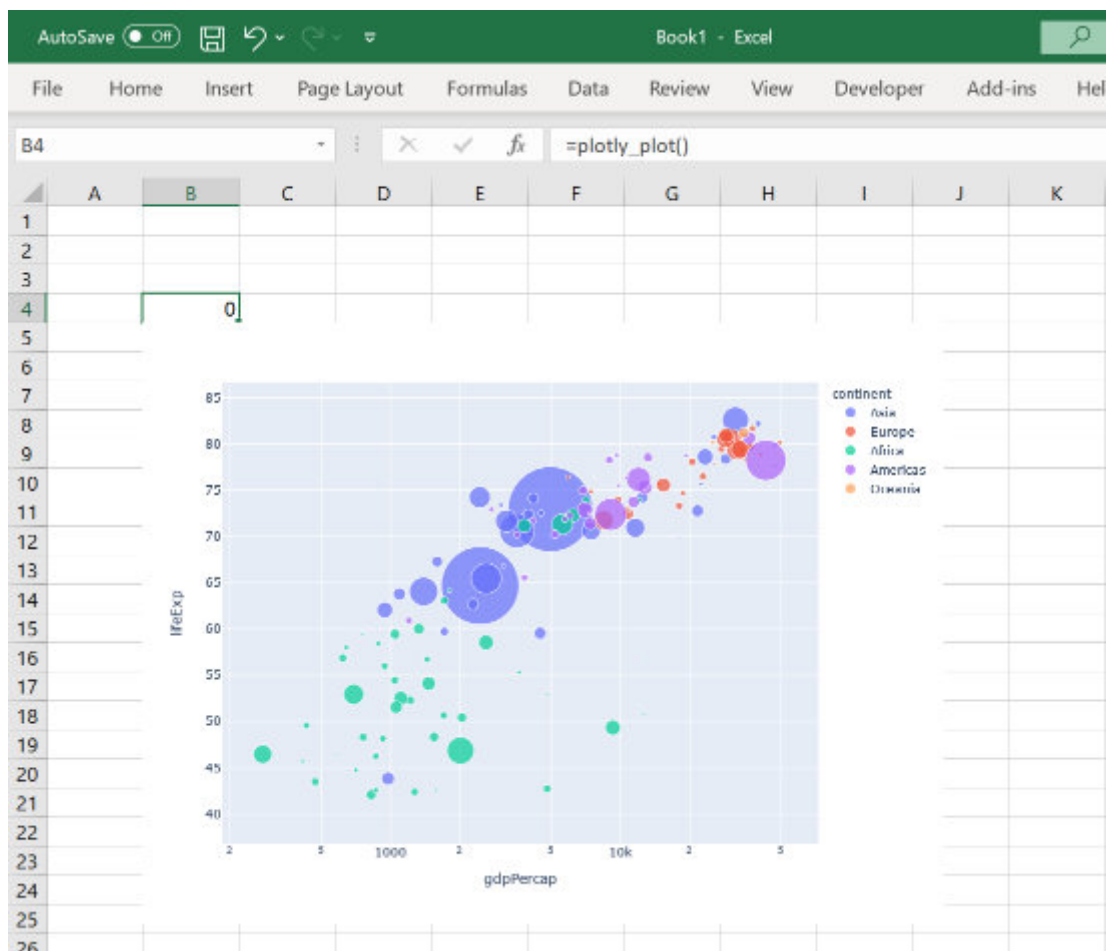 AutoSave Off Book1 - Excel
File Home Insert Page Layout Formulas Data Review View Developer Add-ins Hel
B4 fx =plotly_plot()
A B C D E F G H I J K
1
2
3
4 0
5
6
7
8
9
10
11
12
13
14
15
16
17
18
19
20
21
22
23
24
25
26
85
80
75
70
65
60
55
50
45
40
lifeExp
2 5 1000 2 5 10k 2 5
gdpPercap
continent
Asia
Europe
Africa
Americas
Oceania